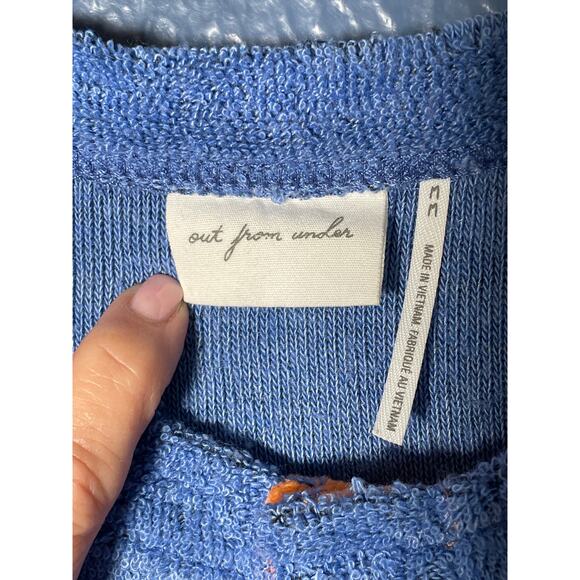 out from under
M
M
MADE IN VIETNAM. FABRIQUÉ AU VIETNAM